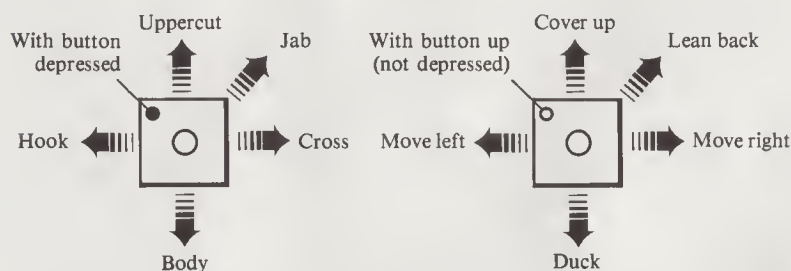 Uppercut
With button
depressed
Jab
Hook
Cross
Body
Cover up
With button up
(not depressed)
Lean back
Move left
Move right
Duck